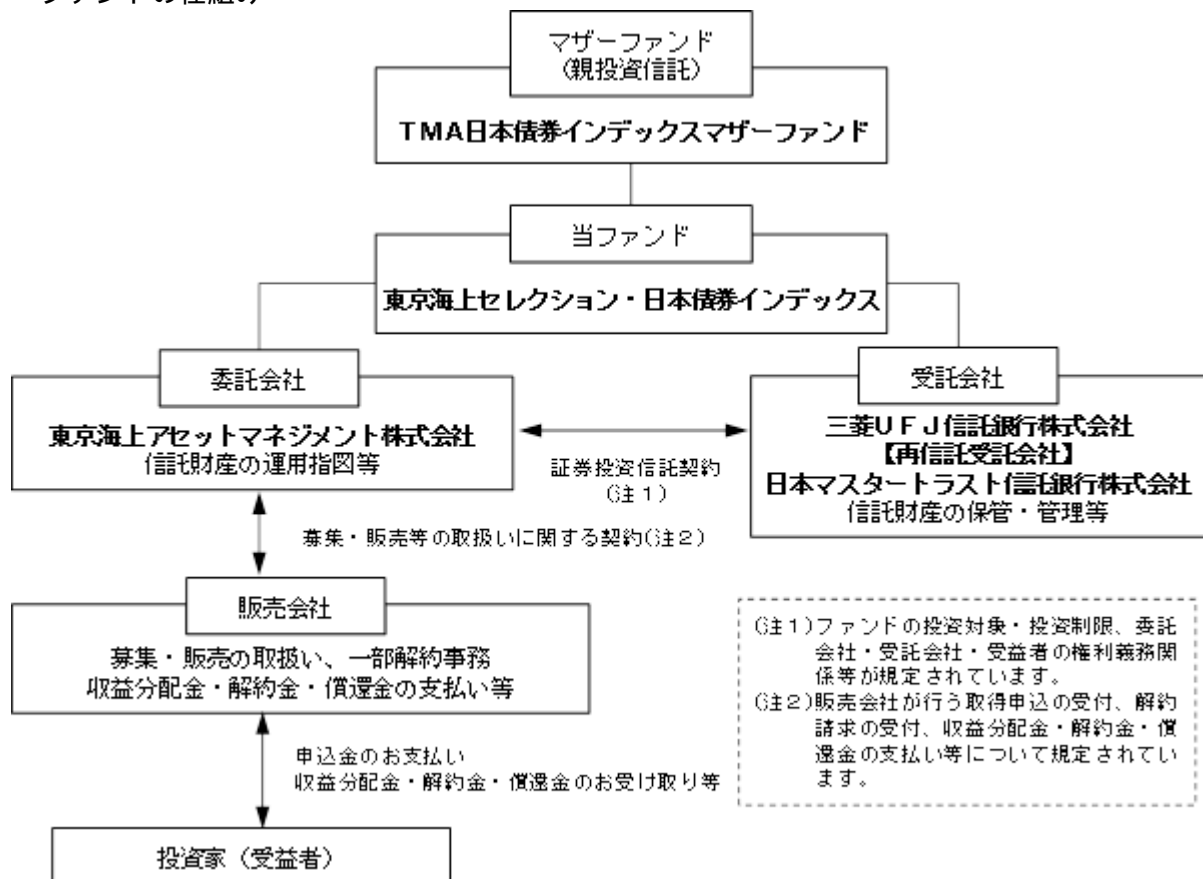 ファンドの仕組み
マザーファンド
(親投資信託)
TMA日本債券インデックスマザーファンド
当ファンド
東京海上セレクション・日本債券インデックス
委託会社
東京海上アセットマネジメント株式会社
信託財産の運用指図等
受託会社
三菱UFJ信託銀行株式会社
【再信託受託会社】
日本マスタートラスト信託銀行株式会社
信託財産の保管・管理等
証券投資信託契約
(注1)
募集・販売等の取扱いに関する契約(注2)
販売会社
募集・販売の取扱い、一部解約事務
収益分配金・解約金・償還金の支払い等
(注1)ファンドの投資対象・投資制限、委託
会社・受託会社・受益者の権利義務関
係等が規定されています。
(注2)販売会社が行う取得申込の受付、解約
請求の受付、収益分配金・解約金・償
還金の支払い等について規定されてい
ます。
申込金のお支払い
収益分配金・解約金・償還金のお受け取り等
投資家(受益者)